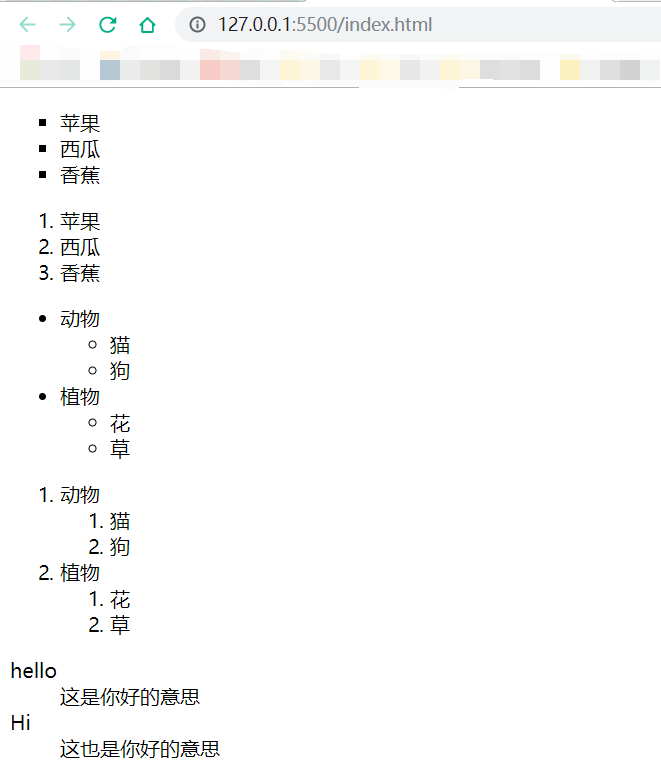 127.0.0.1:5500/index.html
苹果
西瓜
香蕉
1. 苹果
2. 西瓜
3. 香蕉
动物
猫
狗
植物
花
草
1. 动物
1. 猫
2. 狗
2. 植物
1. 花
2. 草
hello
这是你好的意思
Hi
这也是你好的意思